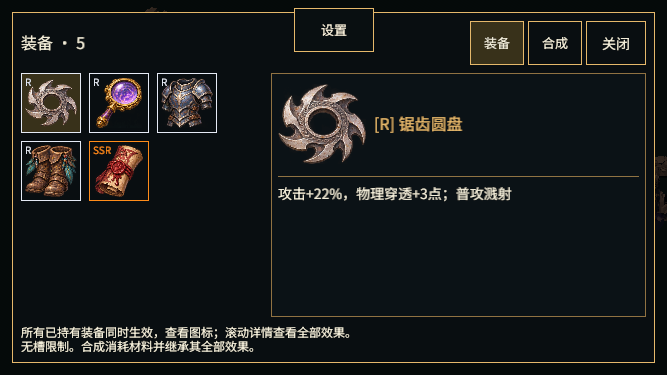 设置
装备 · 5
装备
合成
关闭
R
R
R
[R] 锯齿圆盘
R
SSR
攻击+22%，物理穿透+3点；普攻溅射
所有已持有装备同时生效，查看图标；滚动详情查看全部效果。
无槽限制。合成消耗材料并继承其全部效果。